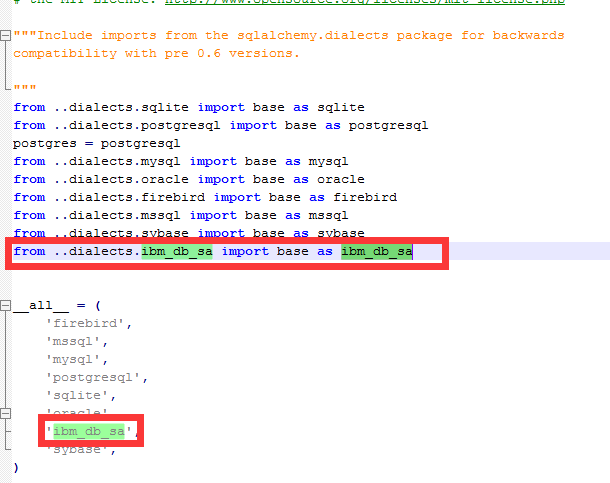 # the MIT License: http://www.opensource.org/licenses/mit-license.php
"""Include imports from the sqlalchemy.dialects package for backwards
compatibility with pre 0.6 versions.
"""
from ..dialects.sqlite import base as sqlite
from ..dialects.postgresql import base as postgresql
postgres = postgresql
from ..dialects.mysql import base as mysql
from ..dialects.oracle import base as oracle
from ..dialects.firebird import base as firebird
from ..dialects.mssql import base as mssql
from ..dialects.sybase import base as sybase
from ..dialects.ibm_db_sa import base as ibm_db_sa
__all__ = (
'firebird',
'mssql',
'mysql',
'postgresql',
'sqlite',
'oracle',
'ibm_db_sa',
'sybase',
)